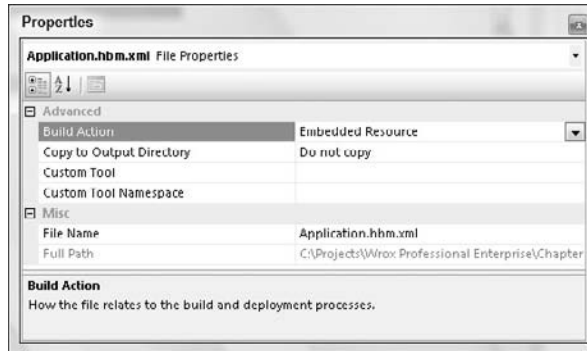 Properties
Application.hbm.xml File Properties
Advanced
Build Action Embedded Resource
Copy to Output Directory Do not copy
Custom Tool
Custom Tool Namespace
Misc
File Name Application.hbm.xml
Full Path C:\Projects\Wrox Professional Enterprise\Chapter
Build Action
How the file relates to the build and deployment processes.